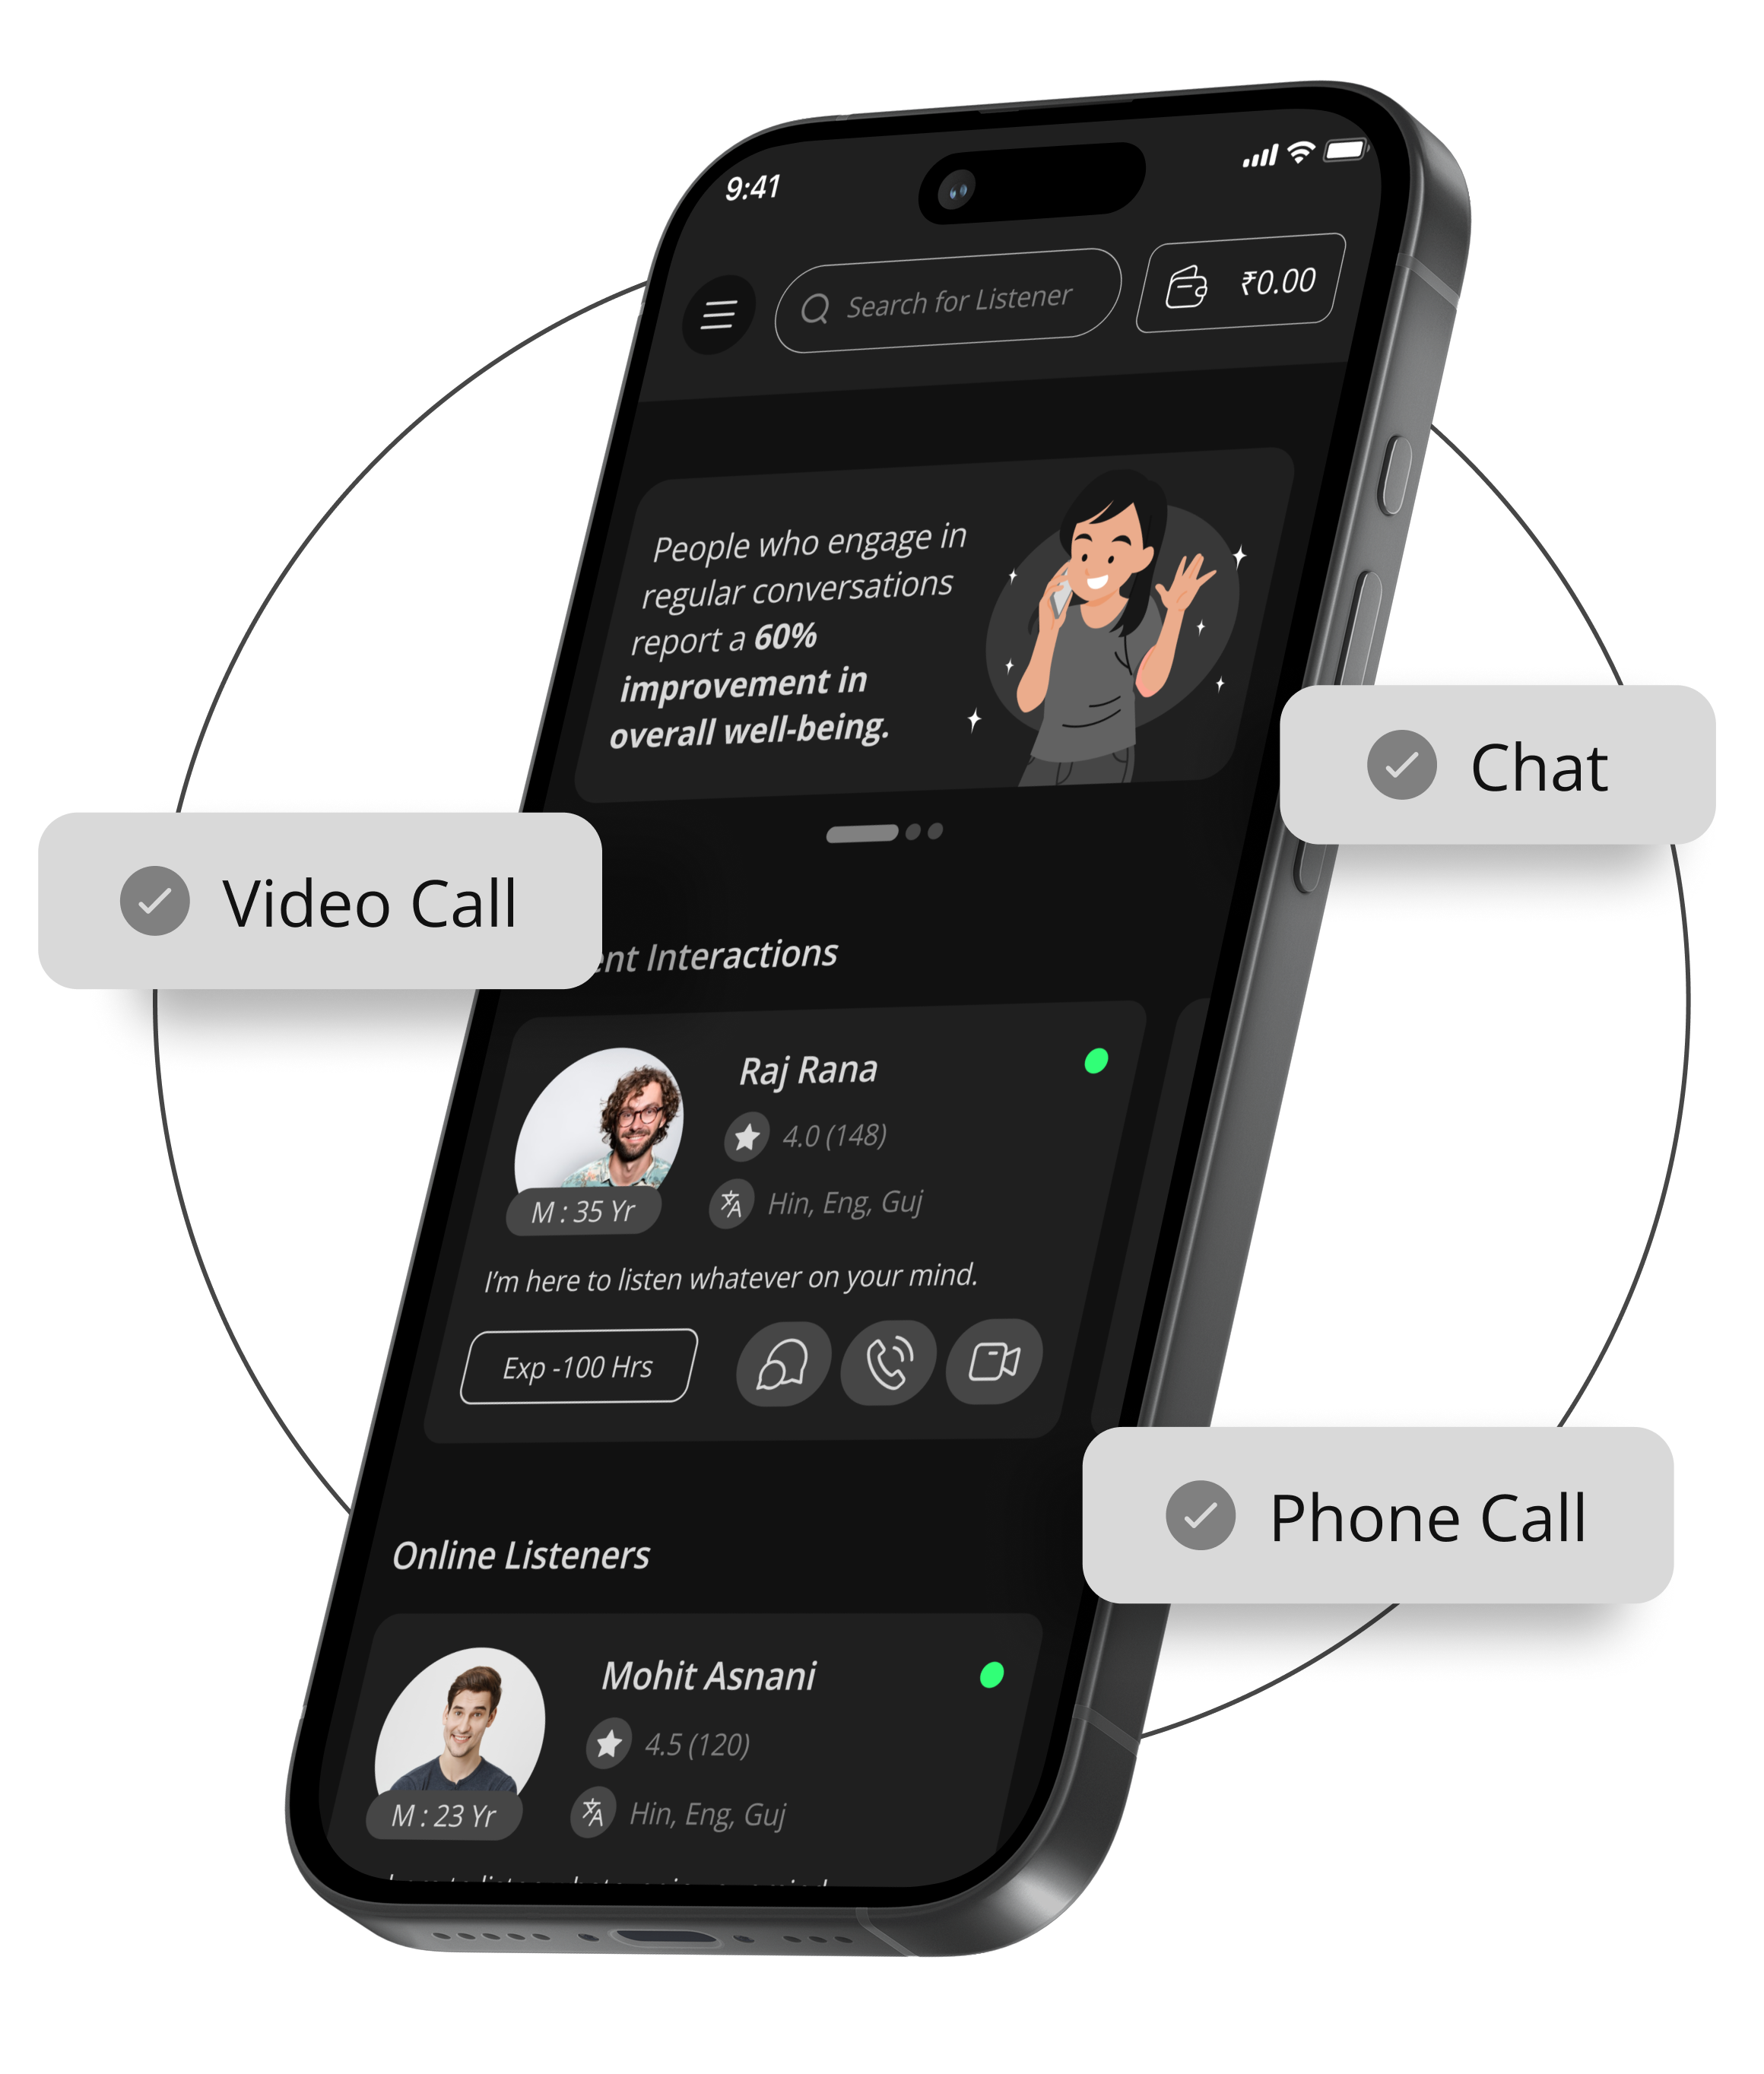 9:41
Search for Listener
₹0.00
People who engage in
regular conversations
report a 60%
improvement in
overall well-being.
Chat
Video Call
Interactions
Raj Rana
4.0 (148)
Hin, Eng, Guj
M : 35 Yr
I'm here to listen whatever on your mind.
Exp -100 Hrs
Phone Call
Online Listeners
Mohit Asnani
4.5 (120)
Hin, Eng, Guj
M : 23 Yr